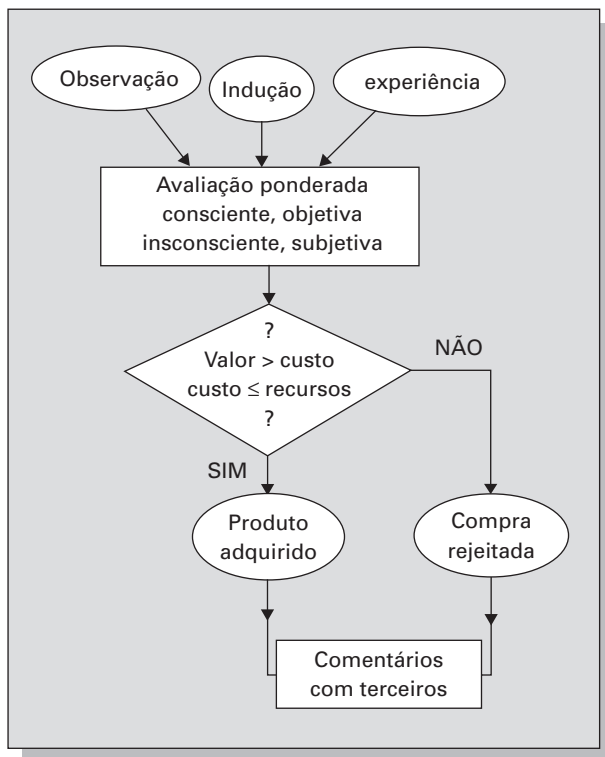 Observação
Indução
experiência
Avaliação ponderada
consciente, objetiva
insconsciente, subjetiva
?
Valor > custo
custo ≤ recursos
?
NÃO
SIM
Produto
adquirido
Compra
rejeitada
Comentários
com terceiros